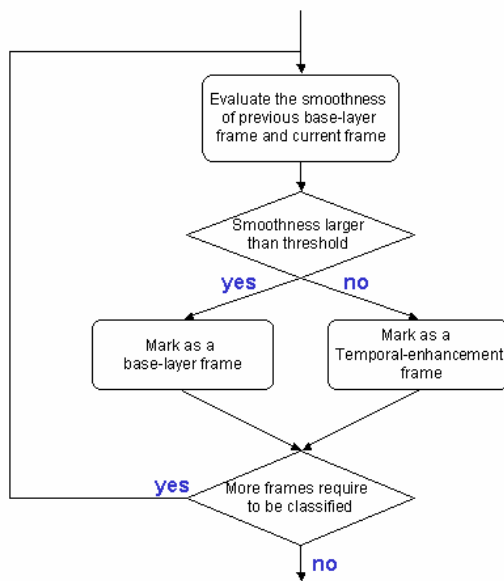 Evaluate the smoothness
of previous base-layer
frame and current frame
Smoothness larger
than threshold
yes
no
Mark as a
base-layer frame
Mark as a
Temporal-enhancement
frame
yes
More frames require
to be classified
no